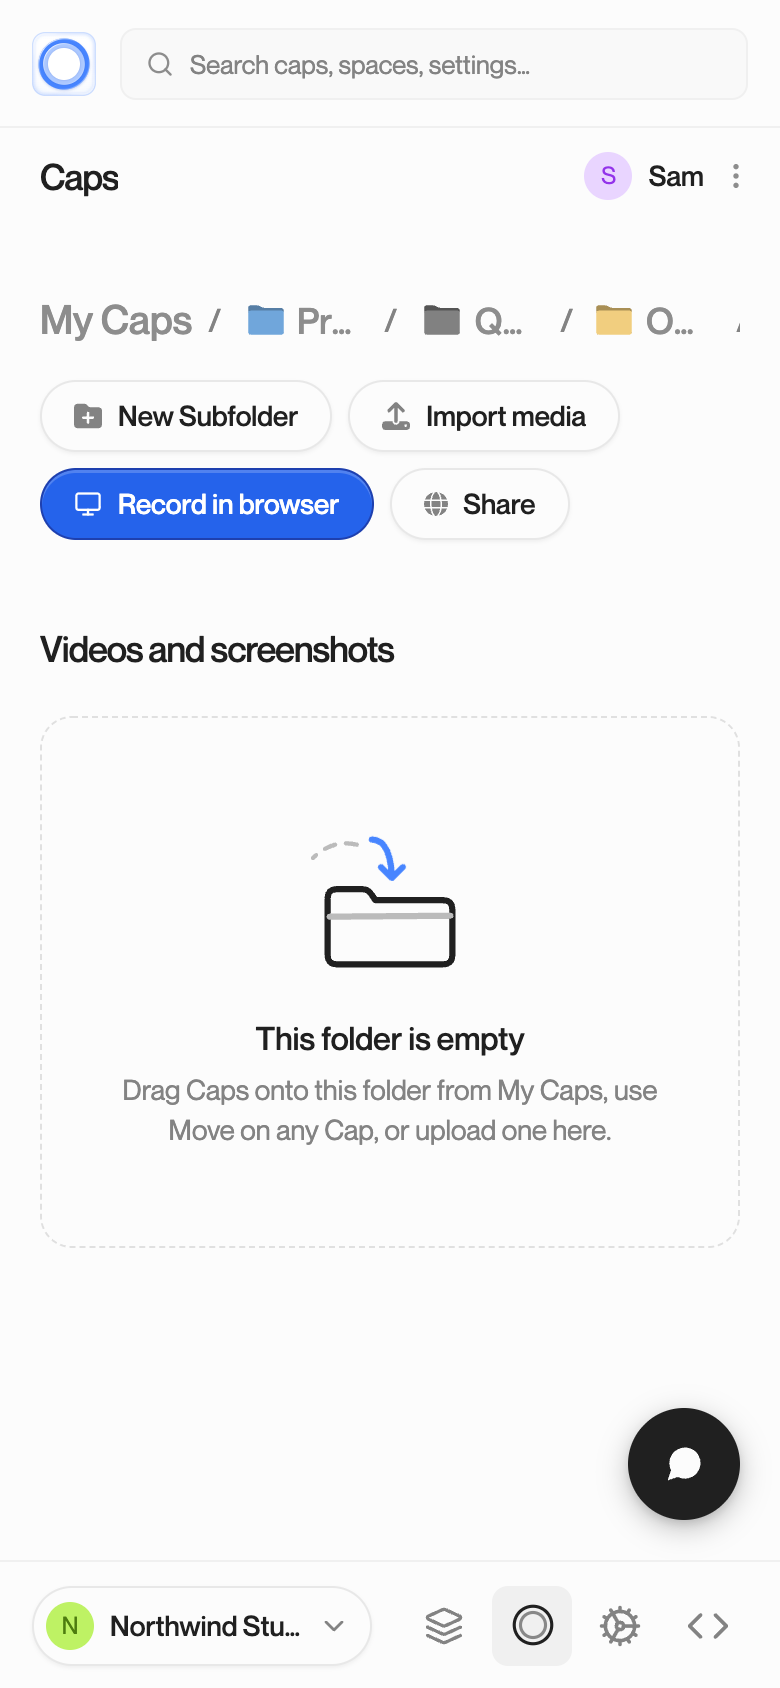 Search caps, spaces, settings...
Caps
S Sam
My Caps / Pr... / Q... / O... /
New Subfolder Import media
Record in browser Share
Videos and screenshots
This folder is empty
Drag Caps onto this folder from My Caps, use
Move on any Cap, or upload one here.
N Northwind Stu...